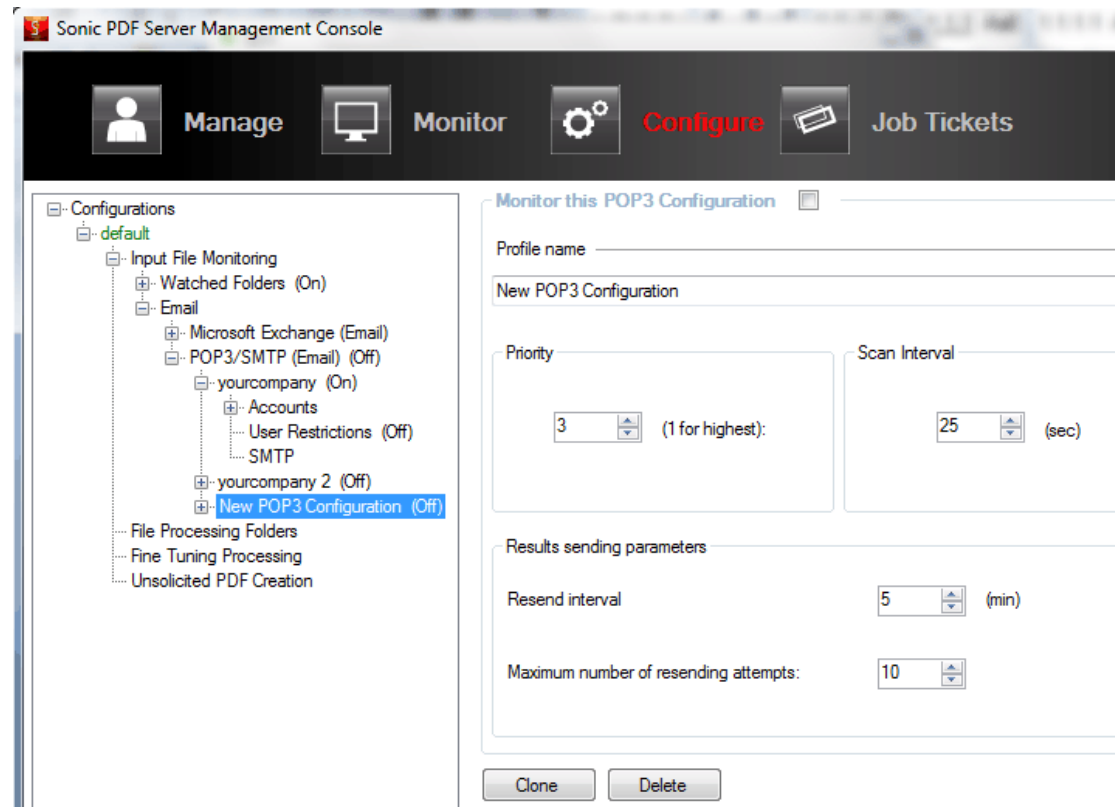 Sonic PDF Server Management Console
Manage Monitor Configure Job Tickets
Configurations
default
Input File Monitoring
Watched Folders (On)
Email
Microsoft Exchange (Email)
POP3/SMTP (Email) (Off)
yourcompany (On)
Accounts
User Restrictions (Off)
SMTP
yourcompany 2 (Off)
New POP3 Configuration (Off)
File Processing Folders
Fine Tuning Processing
Unsolicited PDF Creation
Monitor this POP3 Configuration
Profile name
New POP3 Configuration
Priority
3 (1 for highest):
Scan Interval
25 (sec)
Results sending parameters
Resend interval 5 (min)
Maximum number of resending attempts: 10
Clone Delete